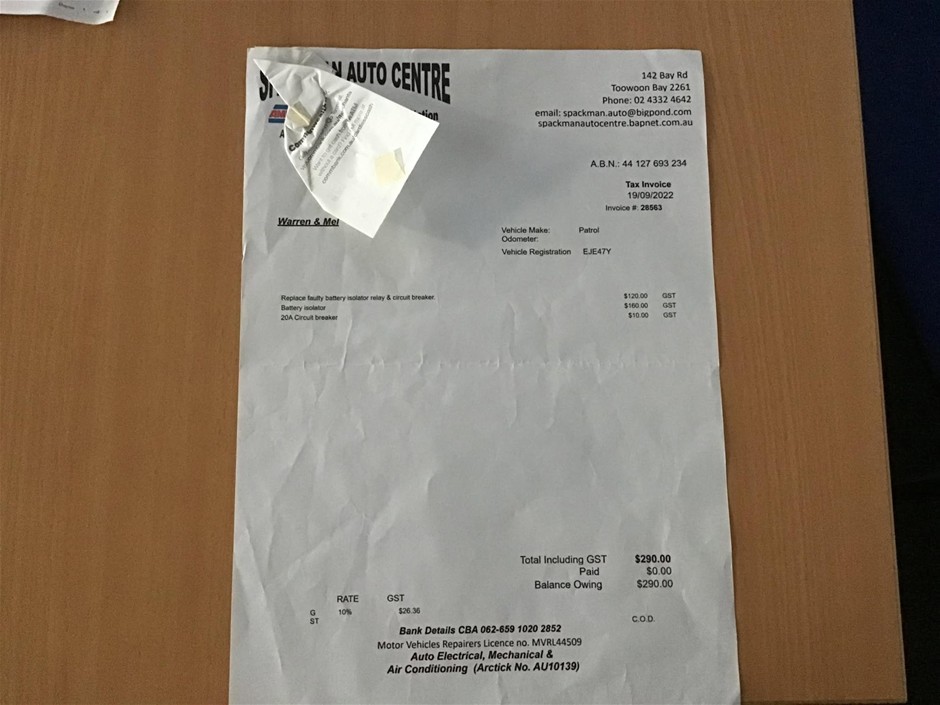 AUTO CENTRE
142 Bay Rd
Toowoon Bay 2261
Phone: 02 4332 4642
email: spackman.auto@bigpond.com
spackmanautocentre.bapnet.com.au
A.B.N.: 44 127 693 234
Tax Invoice
19/09/2022
Invoice #: 28563
Warren & Mel
Vehicle Make: Patrol
Odometer:
Vehicle Registration EJE47Y
Replace faulty battery isolator relay & circuit breaker. $120.00 GST
Battery isolator $160.00 GST
20A Circuit breaker $10.00 GST
Total Including GST $290.00
Paid $0.00
Balance Owing $290.00
RATE GST
G 10% $26.36
ST
C.O.D.
Bank Details CBA 062-659 1020 2852
Motor Vehicles Repairers Licence no. MVRL44509
Auto Electrical, Mechanical &
Air Conditioning (Arctick No. AU10139)